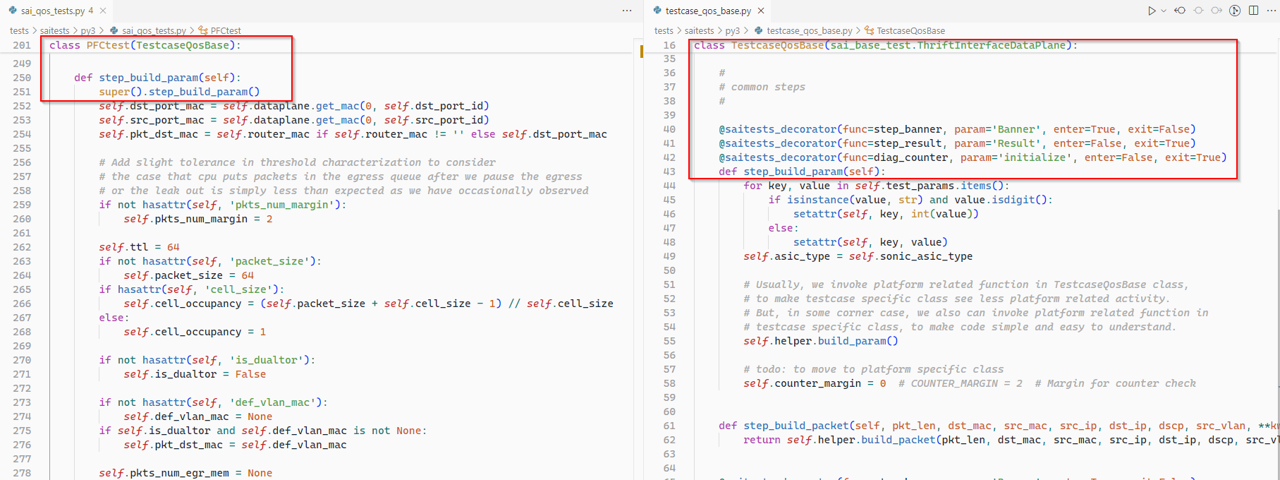 sai_qos_tests.py 4 ×
tests > saitests > py3 > sai_qos_tests.py > PFCtest
201 class PFCtest(TestcaseQosBase):
249
250 def step_build_param(self):
251 super().step_build_param()
252 self.dst_port_mac = self.dataplane.get_mac(0, self.dst_port_id)
253 self.src_port_mac = self.dataplane.get_mac(0, self.src_port_id)
254 self.pkt_dst_mac = self.router_mac if self.router_mac != '' else self.dst_port_mac
255
256 # Add slight tolerance in threshold characterization to consider
257 # the case that cpu puts packets in the egress queue after we pause the egress
258 # or the leak out is simply less than expected as we have occasionally observed
259 if not hasattr(self, 'pkts_num_margin'):
260 self.pkts_num_margin = 2
261
262 self.ttl = 64
263 if not hasattr(self, 'packet_size'):
264 self.packet_size = 64
265 if hasattr(self, 'cell_size'):
266 self.cell_occupancy = (self.packet_size + self.cell_size - 1) // self.cell_size
267 else:
268 self.cell_occupancy = 1
269
270 if not hasattr(self, 'is_dualtor'):
271 self.is_dualtor = False
272
273 if not hasattr(self, 'def_vlan_mac'):
274 self.def_vlan_mac = None
275 if self.is_dualtor and self.def_vlan_mac is not None:
276 self.pkt_dst_mac = self.def_vlan_mac
277
278 self.pkts_num_egr_mem = None
testcase_qos_base.py ×
tests > saitests > py3 > testcase_qos_base.py > TestcaseQosBase
16 class TestcaseQosBase(sai_base_test.ThriftInterfaceDataPlane):
35
36 #
37 # common steps
38 #
39
40 @saitests_decorator(func=step_banner, param='Banner', enter=True, exit=False)
41 @saitests_decorator(func=step_result, param='Result', enter=False, exit=True)
42 @saitests_decorator(func=diag_counter, param='initialize', enter=False, exit=True)
43 def step_build_param(self):
44 for key, value in self.test_params.items():
45 if isinstance(value, str) and value.isdigit():
46 setattr(self, key, int(value))
47 else:
48 setattr(self, key, value)
49 self.asic_type = self.sonic_asic_type
50
51 # Usually, we invoke platform related function in TestcaseQosBase class,
52 # to make testcase specific class see less platform related activity.
53 # But, in some corner case, we also can invoke platform related function in
54 # testcase specific class, to make code simple and easy to understand.
55 self.helper.build_param()
56
57 # todo: to move to platform specific class
58 self.counter_margin = 0 # COUNTER_MARGIN = 2 # Margin for counter check
59
60
61 def step_build_packet(self, pkt_len, dst_mac, src_mac, src_ip, dst_ip, dscp, src_vlan, **
62 return self.helper.build_packet(pkt_len, dst_mac, src_mac, src_ip, dst_ip, dscp,
63
64